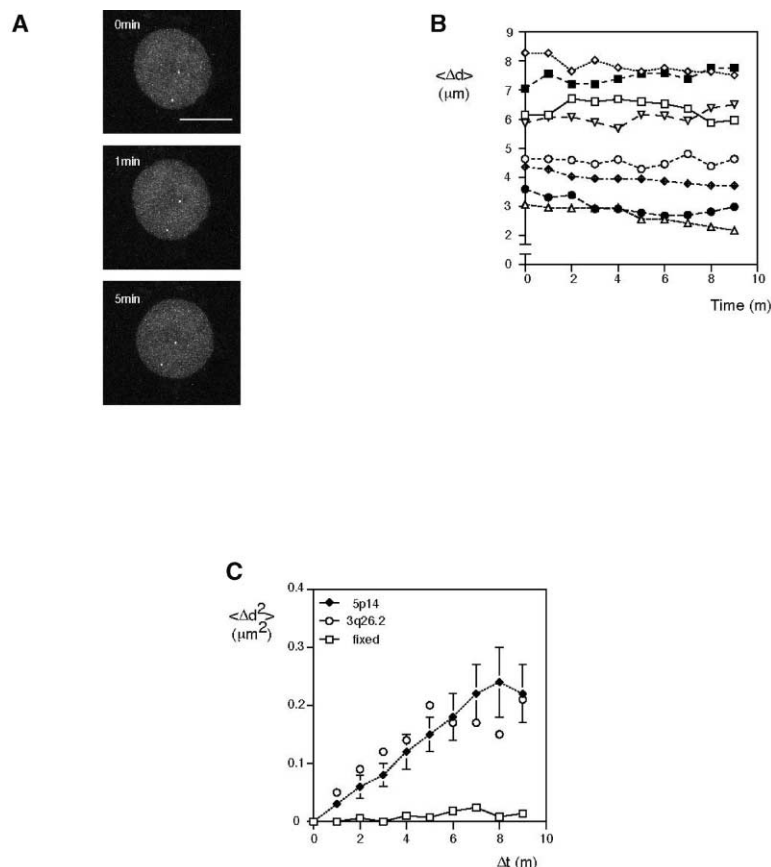 A
0min
1min
5min
B
<Δd>
(μm)
9
8
7
6
5
4
3
2
0
0 2 4 6 8 10
Time (m)
C
<Δd²>
(μm²)
0.4
0.3
0.2
0.1
0
5p14
3q26.2
fixed
0 2 4 6 8 10
Δt (m)